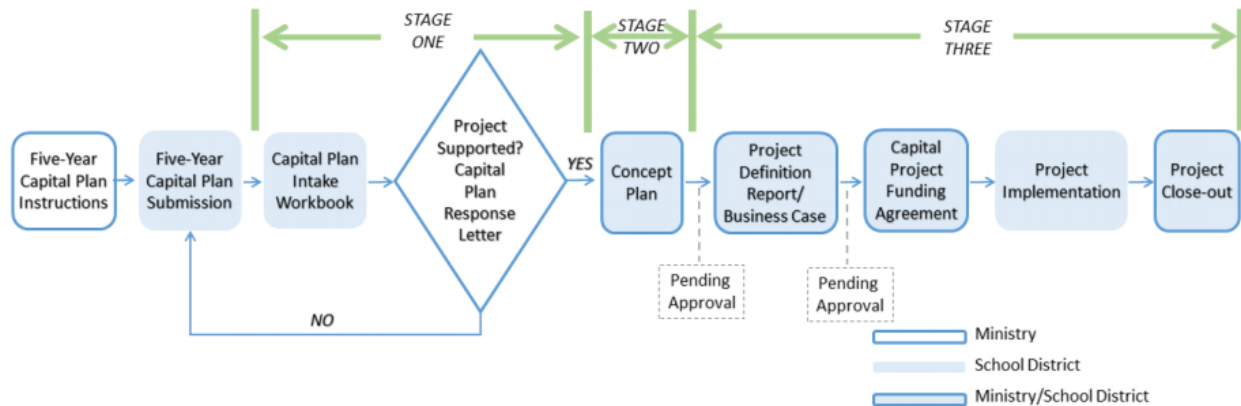 STAGE
ONE
STAGE
TWO
STAGE
THREE
Five-Year
Capital Plan
Instructions
Five-Year
Capital Plan
Submission
Capital Plan
Intake
Workbook
Project
Supported?
Capital
Plan
Response
Letter
YES
NO
Concept
Plan
Project
Definition
Report/
Business Case
Capital
Project
Funding
Agreement
Project
Implementation
Project
Close-out
Pending
Approval
Pending
Approval
Ministry
School District
Ministry/School District